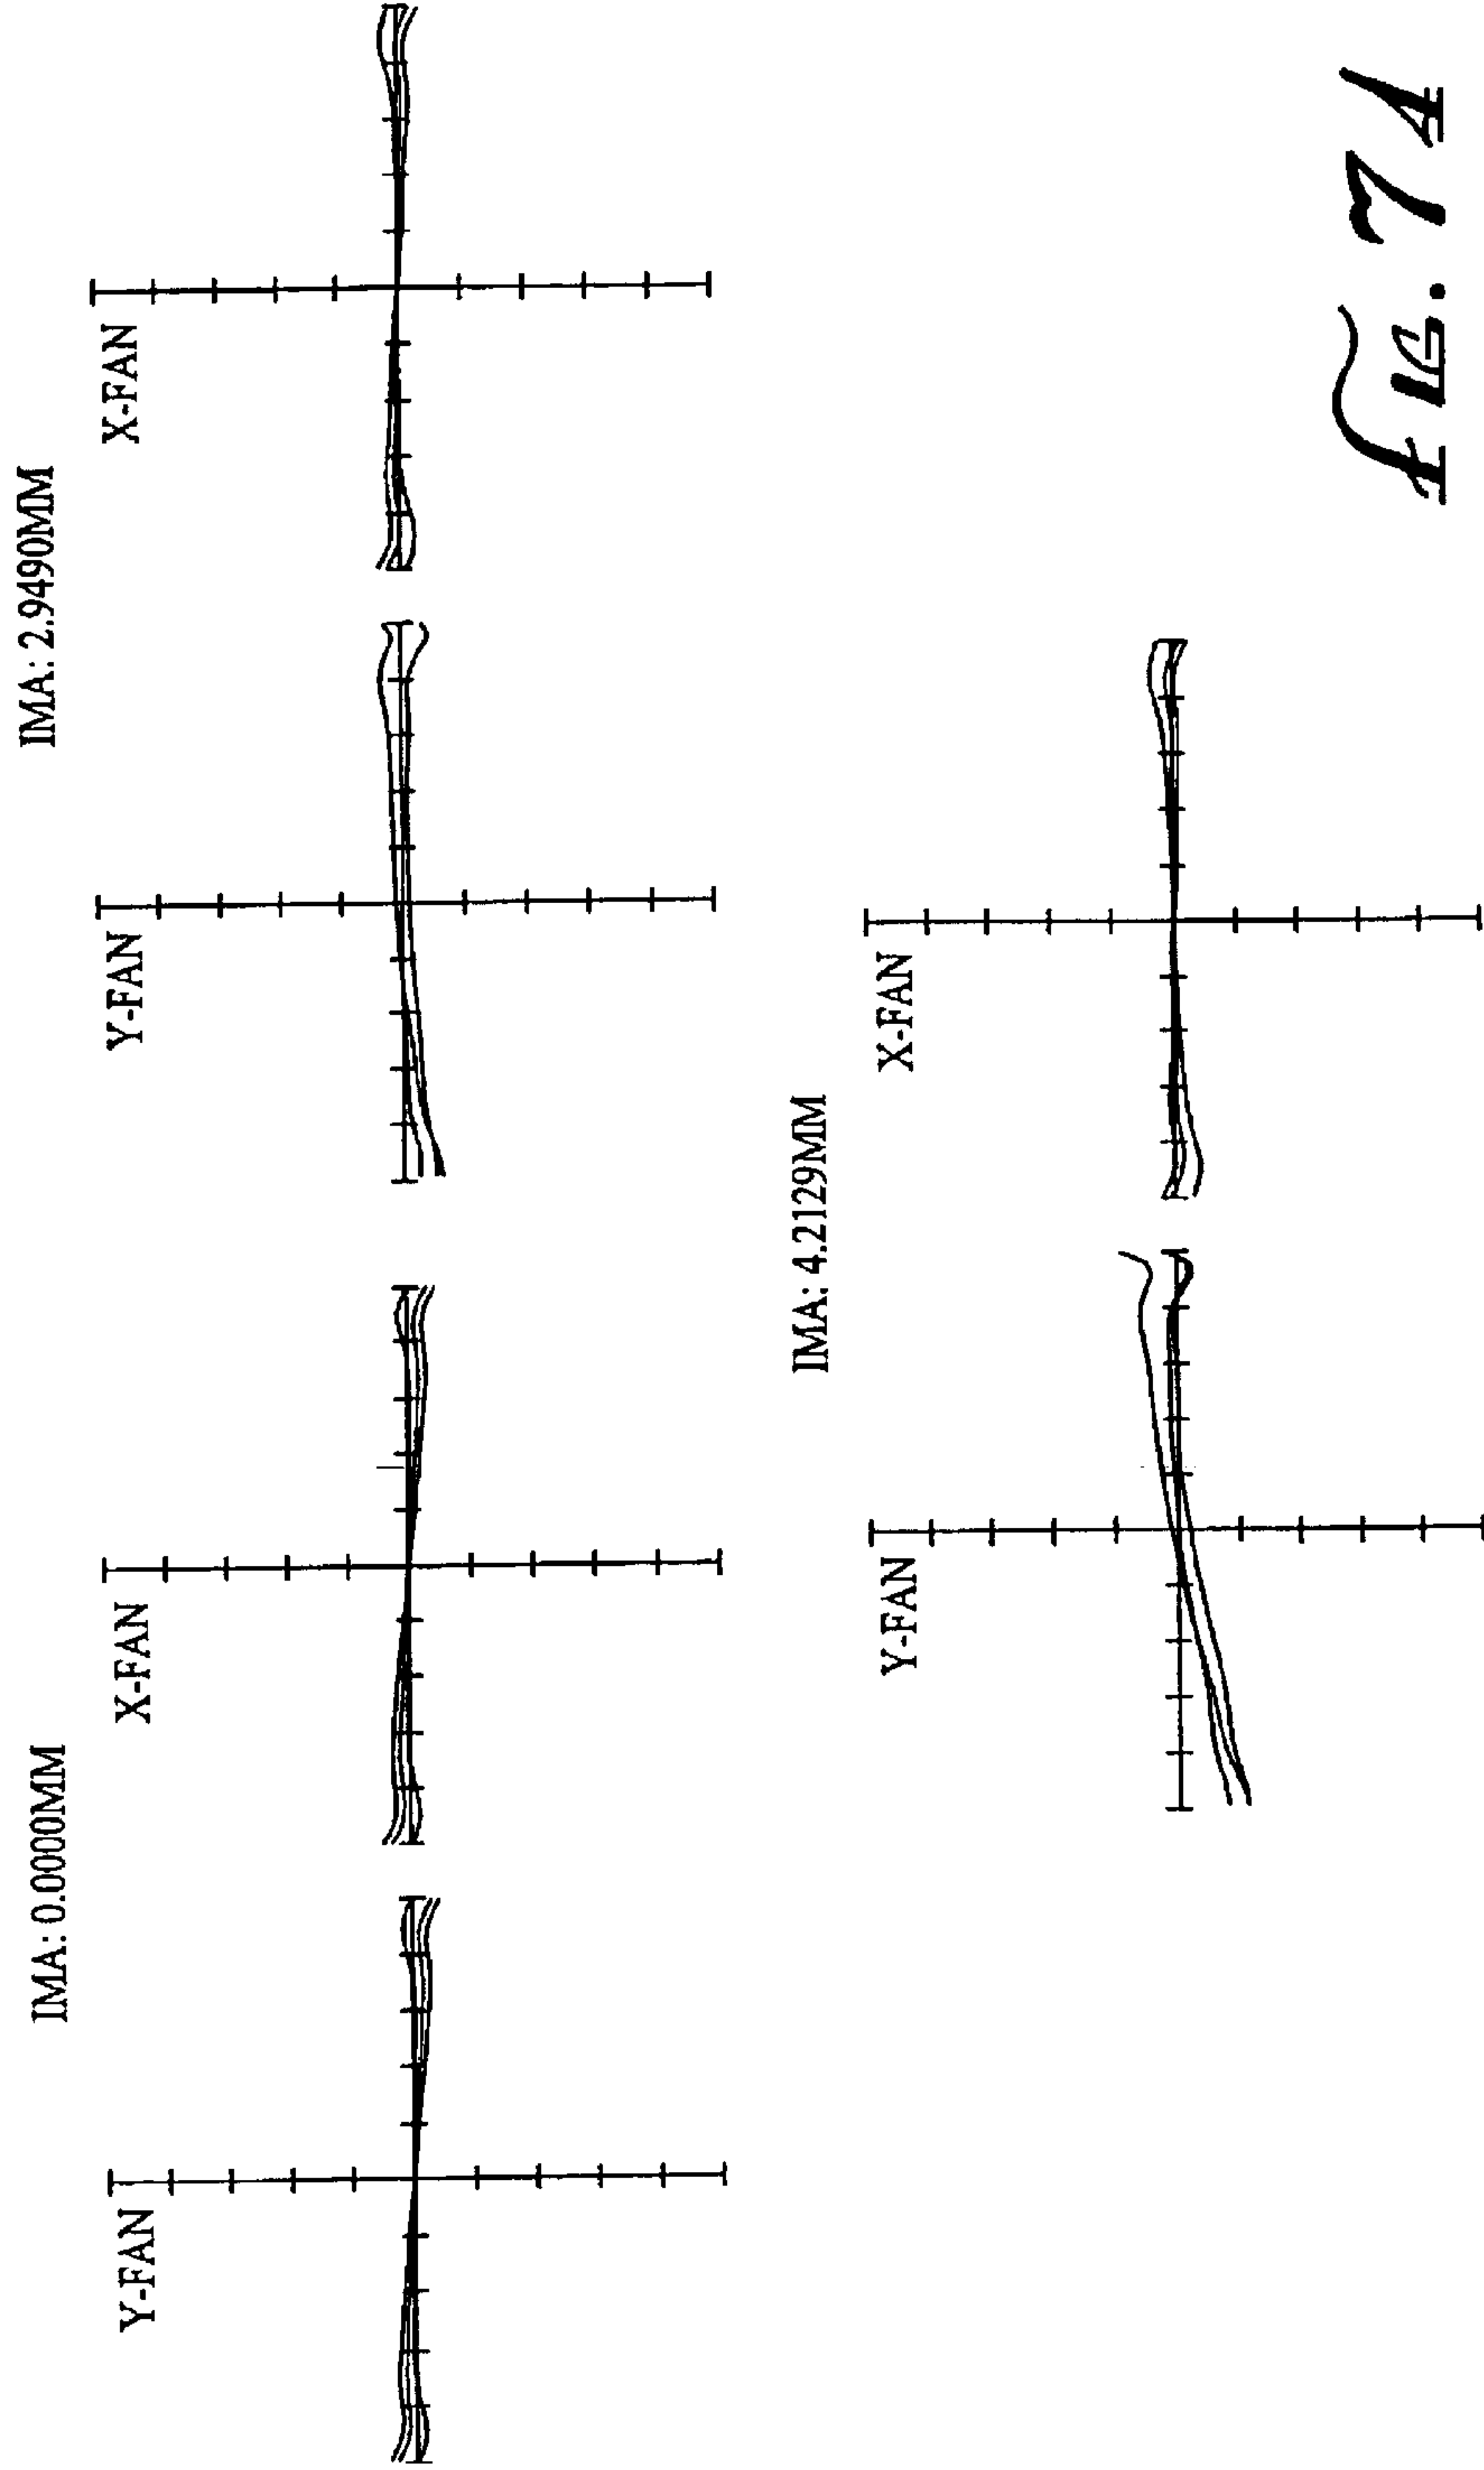 IMA: 0.0000MM
Y-FAN
X-FAN
IMA: 2.9490MM
Y-FAN
X-FAN
IMA: 4.2129MM
Y-FAN
X-FAN
FIG. 7A